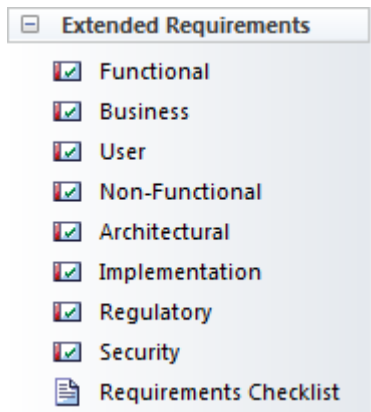 Extended Requirements
Functional
Business
User
Non-Functional
Architectural
Implementation
Regulatory
Security
Requirements Checklist